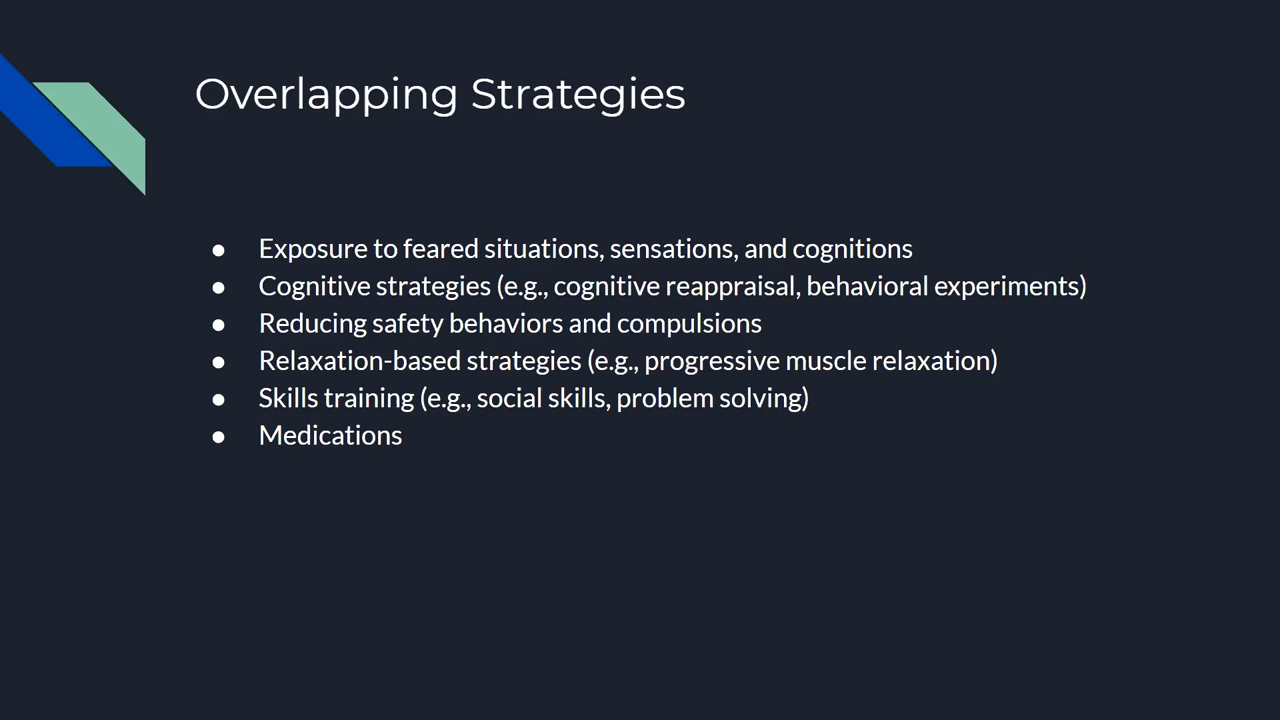 Overlapping Strategies
● Exposure to feared situations, sensations, and cognitions
● Cognitive strategies (e.g., cognitive reappraisal, behavioral experiments)
● Reducing safety behaviors and compulsions
● Relaxation-based strategies (e.g., progressive muscle relaxation)
● Skills training (e.g., social skills, problem solving)
● Medications